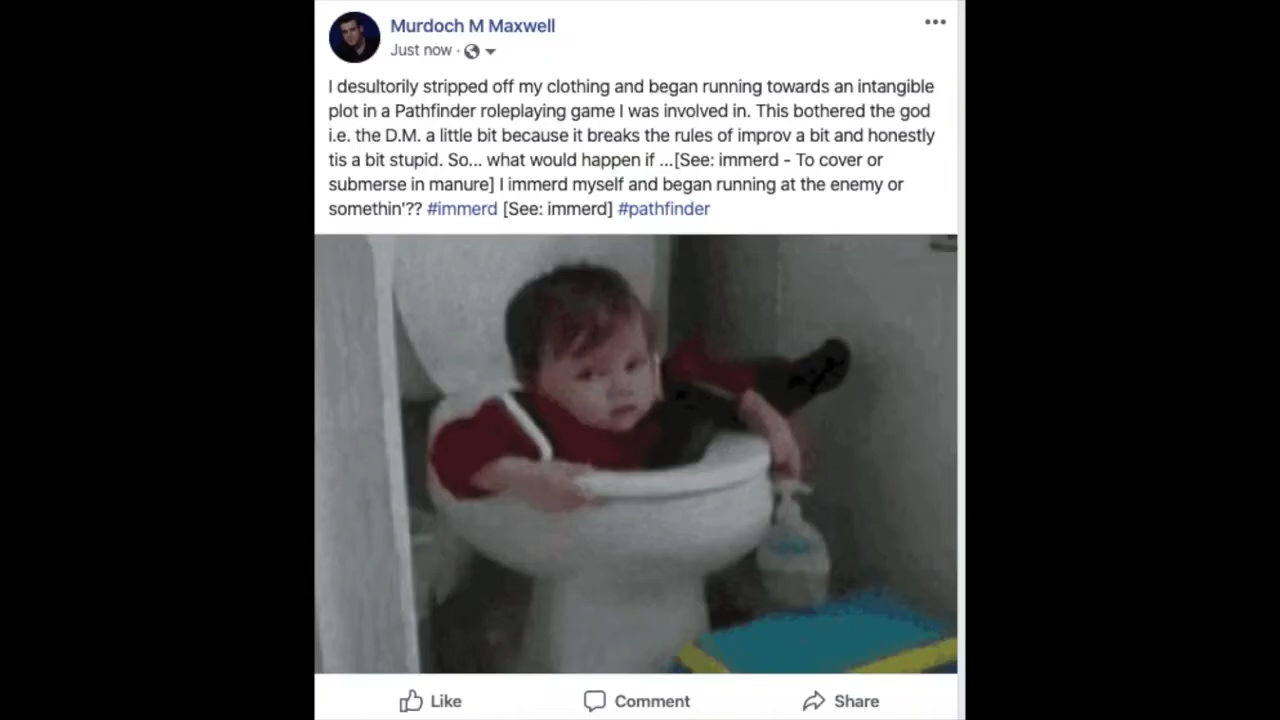 Murdoch M Maxwell
Just now ·
I desultorily stripped off my clothing and began running towards an intangible
plot in a Pathfinder roleplaying game I was involved in. This bothered the god
i.e. the D.M. a little bit because it breaks the rules of improv a bit and honestly
tis a bit stupid. So... what would happen if ...[See: immerd - To cover or
submerse in manure] I immerd myself and began running at the enemy or
somethin'?? #immerd [See: immerd] #pathfinder
Like Comment Share